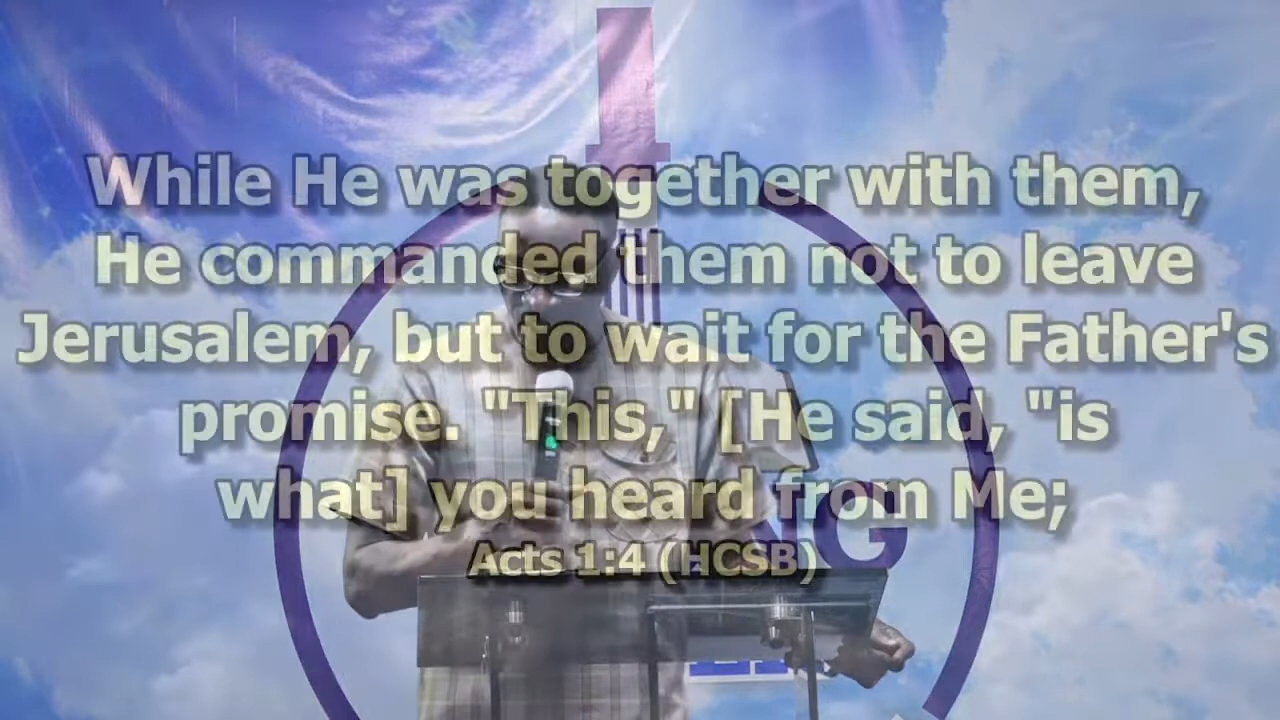 While He was together with them,
He commanded them not to leave
Jerusalem, but to wait for the Father's
promise. "This," [He said, "is
what] you heard from Me;
NG
Acts 1:4 (HCSB)